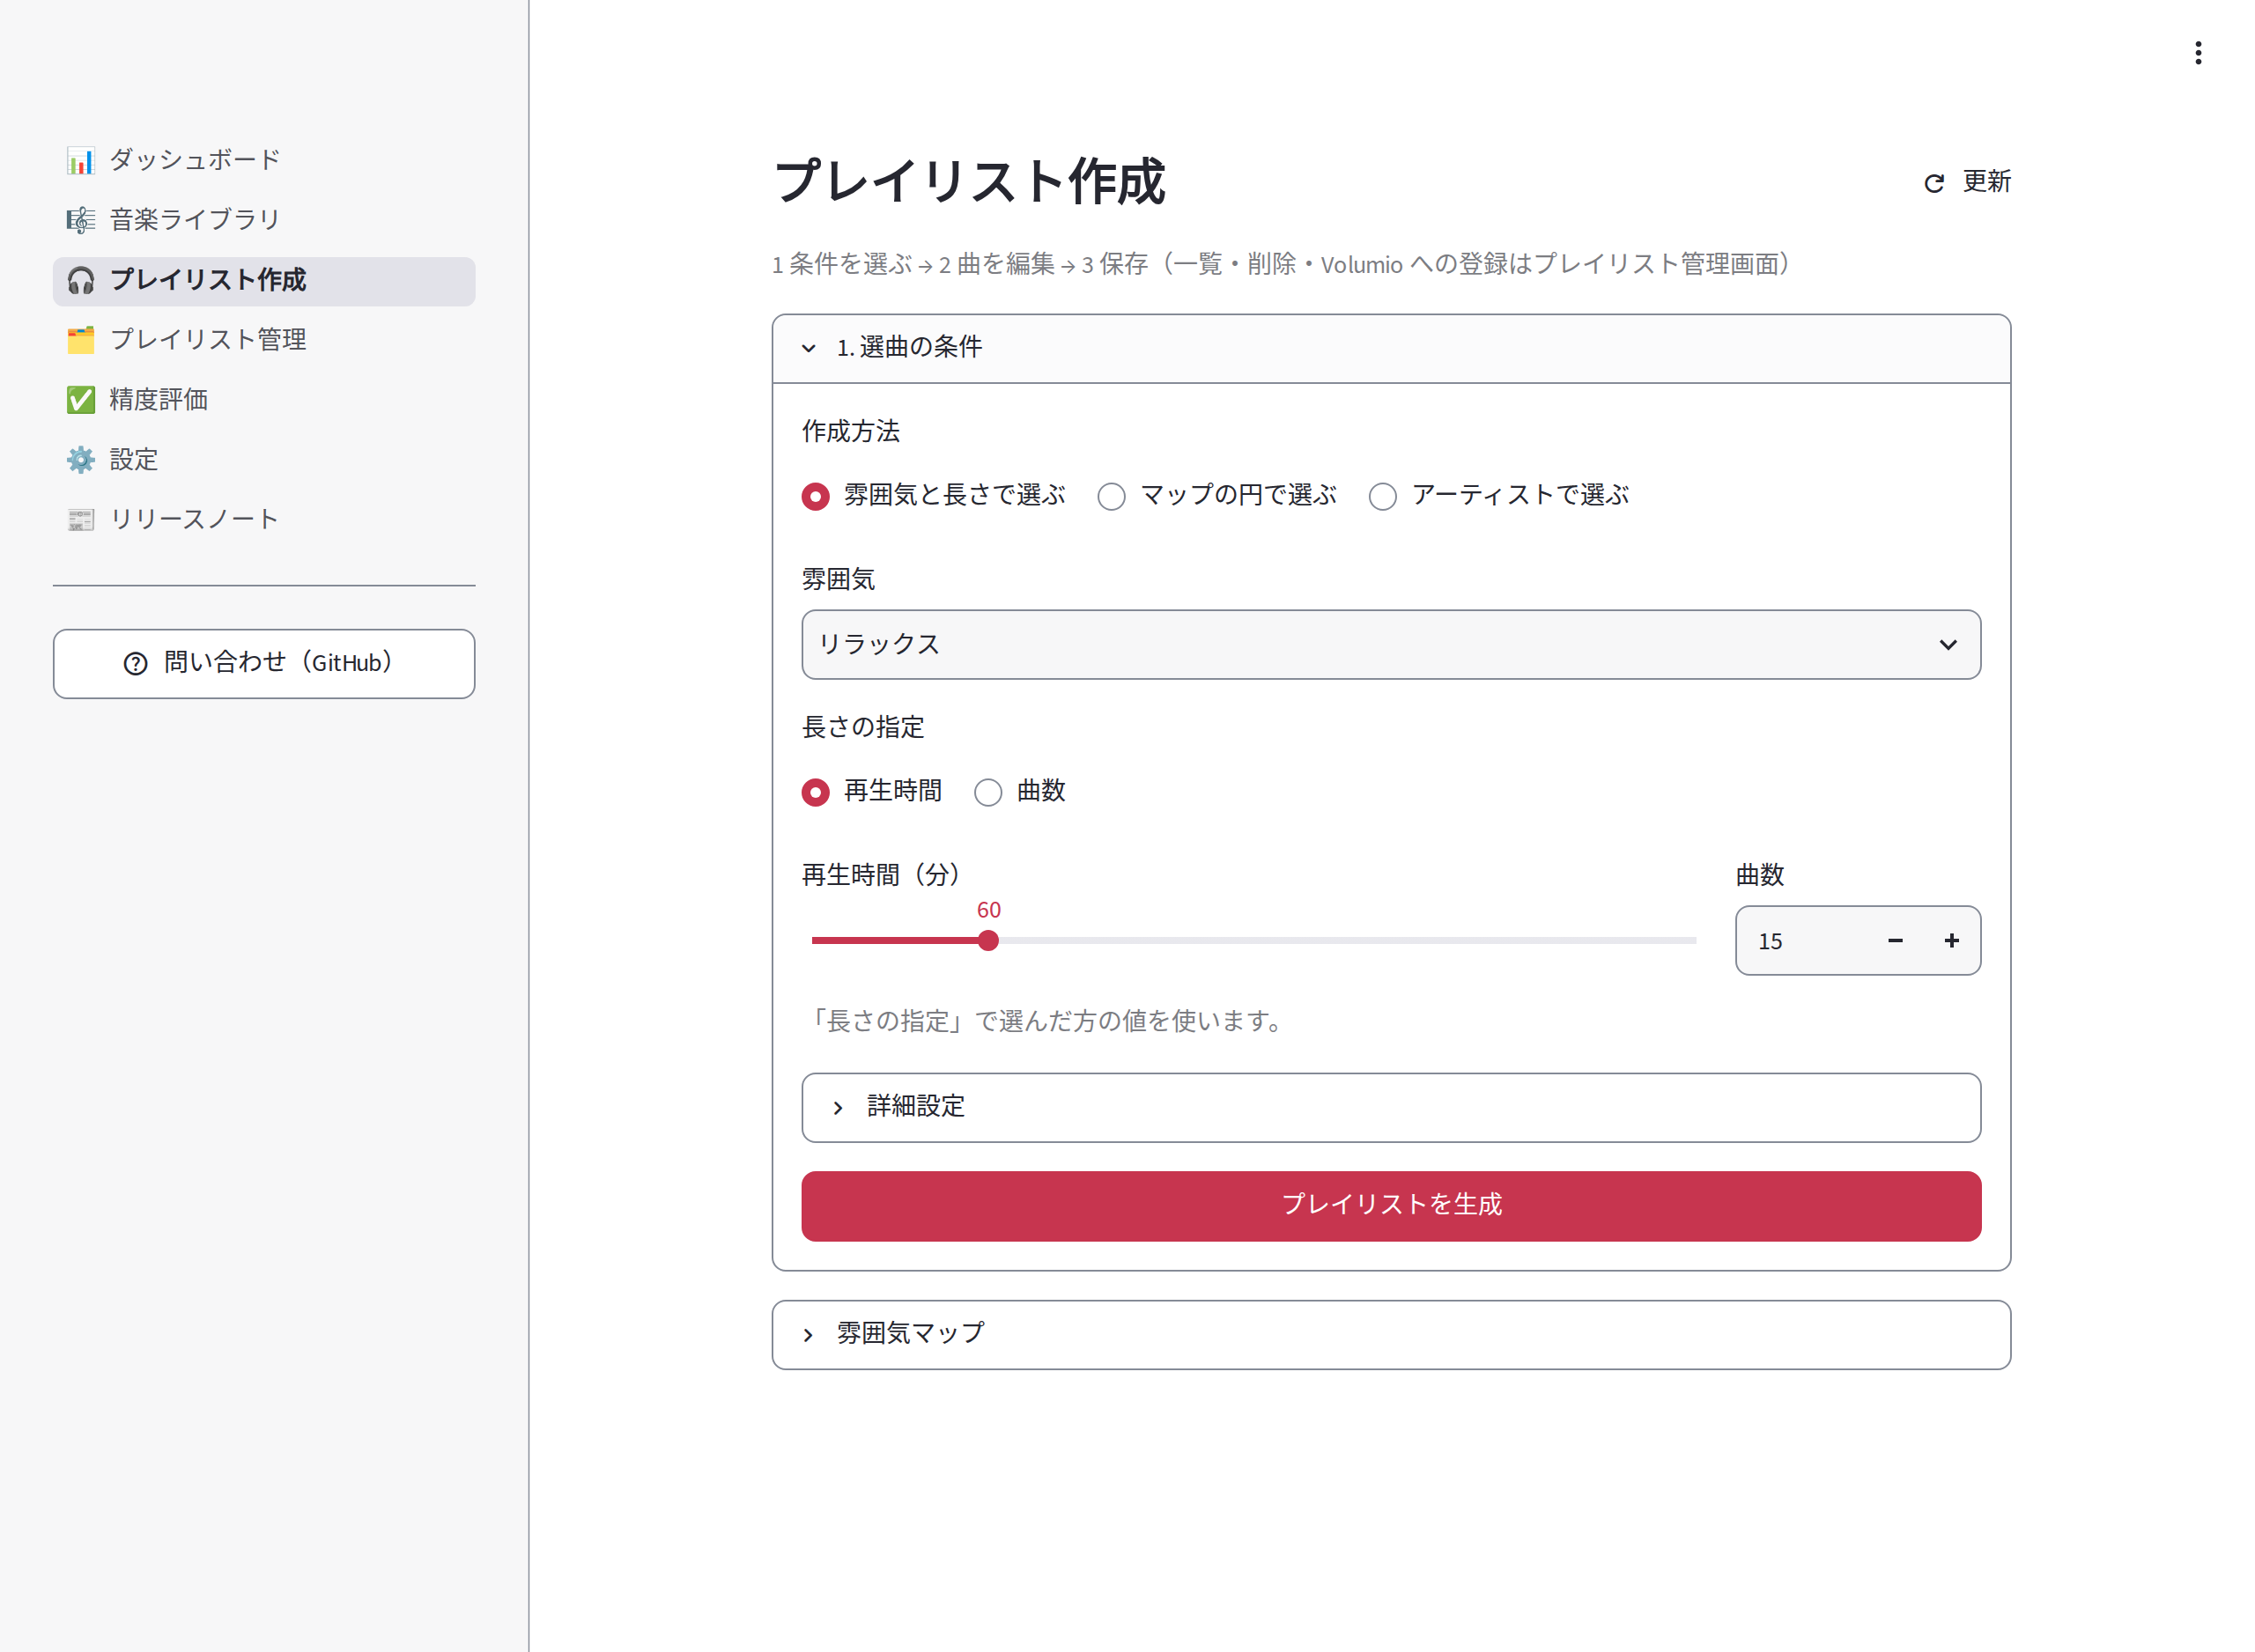 ダッシュボード
音楽ライブラリ
プレイリスト作成
プレイリスト管理
精度評価
設定
リリースノート
問い合わせ（GitHub）
プレイリスト作成
更新
1 条件を選ぶ → 2 曲を編集 → 3 保存（一覧・削除・Volumio への登録はプレイリスト管理画面）
1. 選曲の条件
作成方法
雰囲気と長さで選ぶ マップの円で選ぶ アーティストで選ぶ
雰囲気
リラックス
長さの指定
再生時間 曲数
再生時間（分） 曲数
60
15
「長さの指定」で選んだ方の値を使います。
詳細設定
プレイリストを生成
雰囲気マップ